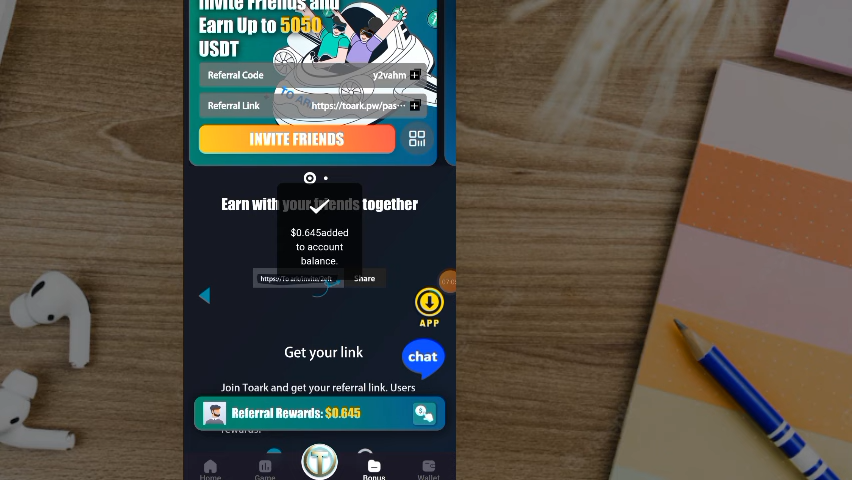 Invite Friends and
Earn Up to 5050
USDT
Referral Code y2vahm
Referral Link https://toark.pw/pas···
INVITE FRIENDS
Earn with your friends together
$0.645added
to account
balance.
Share
APP
Get your link
chat
Join Toark and get your referral link. Users
Referral Rewards: $0.645
rewards.
Home Game Bonus Wallet